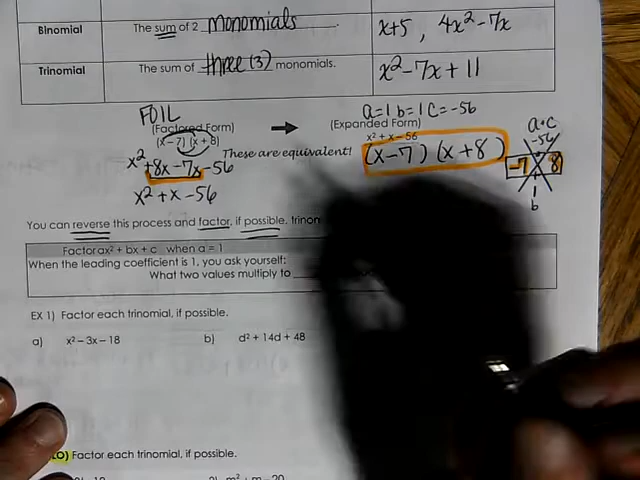 Binomial The sum of 2 monomials. x+5 , 4x²-7x
Trinomial The sum of three (3) monomials. x²-7x+11
FOIL
(Factored Form)
(x – 7)(x + 8)
x²+8x-7x-56
x²+x-56
These are equivalent!
a=1 b=1 c=-56
(Expanded Form)
x² + x – 56
(x-7)(x+8)
a·c
-56
-7 8
1
b
You can reverse this process and factor, if possible. trinom
Factor ax² + bx + c when a = 1
When the leading coefficient is 1, you ask yourself:
What two values multiply to
EX 1) Factor each trinomial, if possible.
a) x² – 3x – 18 b) d² + 14d + 48
LO) Factor each trinomial, if possible.